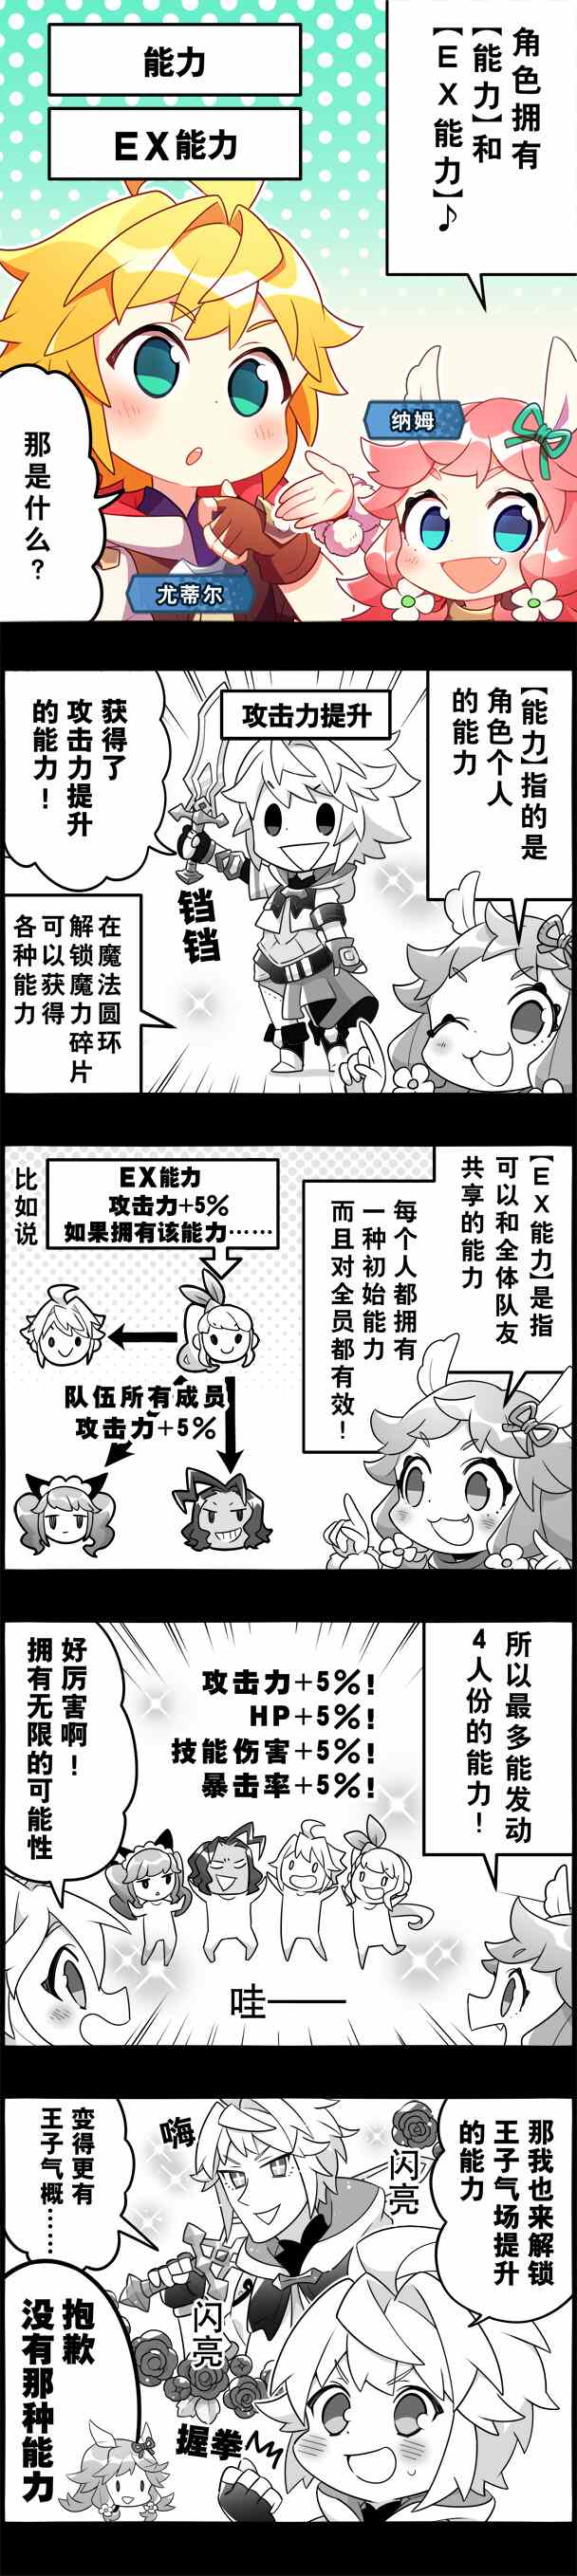 角色拥有
【能力】和
【EX能力】♪
能力
EX能力
纳姆
那是什么?
尤蒂尔
【能力】指的是
角色个人
的能力
攻击力提升
获得了
攻击力提升
的能力!
铛铛
在魔法圆环
解锁魔力碎片
可以获得
各种能力
【EX能力】是指
可以和全体队友
共享的能力
每个人都拥有
一种初始能力
而且对全员都有效!
比如说
EX能力
攻击力+5%
如果拥有该能力……
队伍所有成员
攻击力+5%
所以最多能发动
4人份的能力!
攻击力+5%!
HP+5%!
技能伤害+5%!
暴击率+5%!
好厉害啊!
拥有无限的可能性
哇——
那我也来解锁
王子气场提升
的能力
嗨
闪亮
闪亮
变得更有
王子气概……
握拳
抱歉
没有那种能力